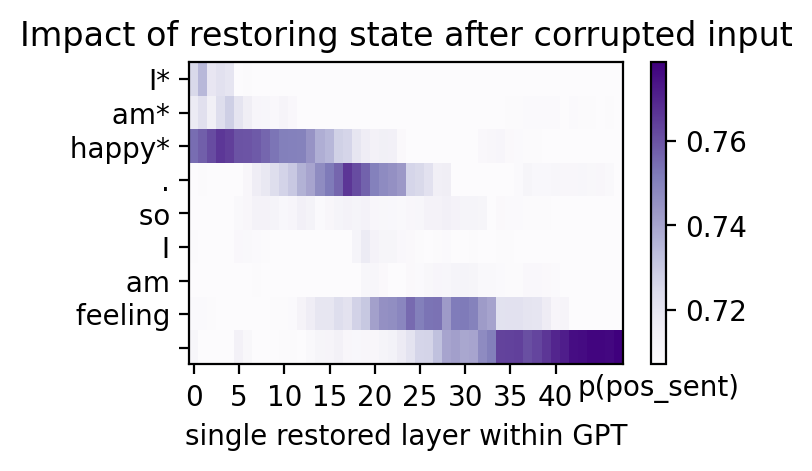 Impact of restoring state after corrupted input
I*
am*
happy*
.
so
I
am
feeling
0.76
0.74
0.72
0 5 10 15 20 25 30 35 40
p(pos_sent)
single restored layer within GPT